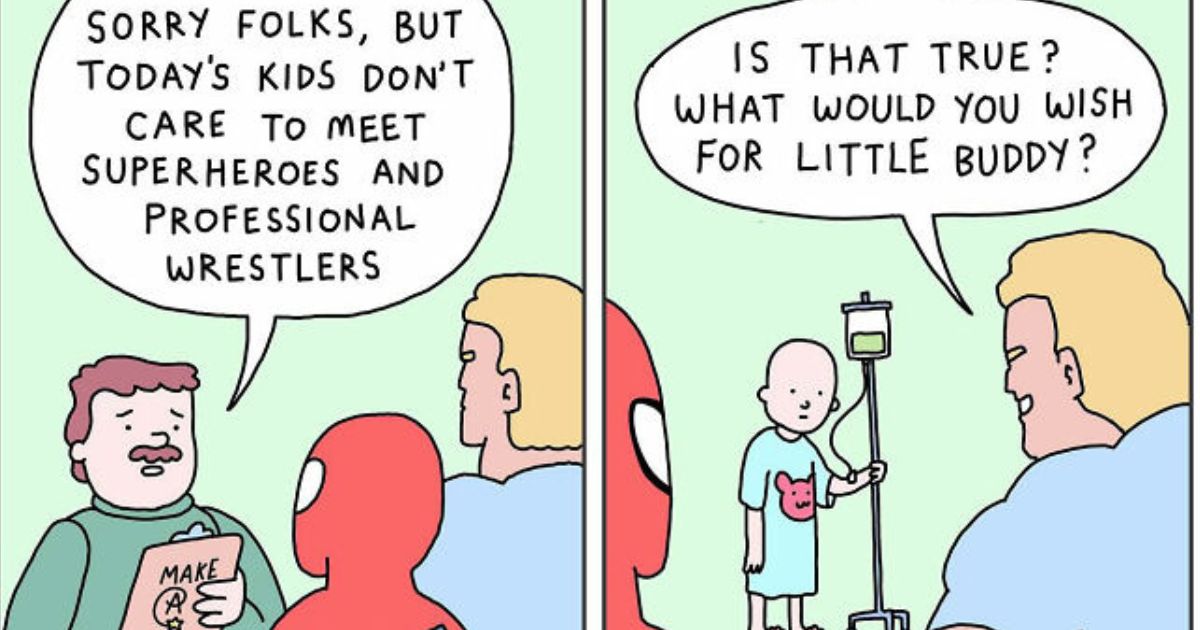 SORRY FOLKS, BUT
TODAY'S KIDS DON'T
CARE TO MEET
SUPERHEROES AND
PROFESSIONAL
WRESTLERS
MAKE
A
IS THAT TRUE?
WHAT WOULD YOU WISH
FOR LITTLE BUDDY?